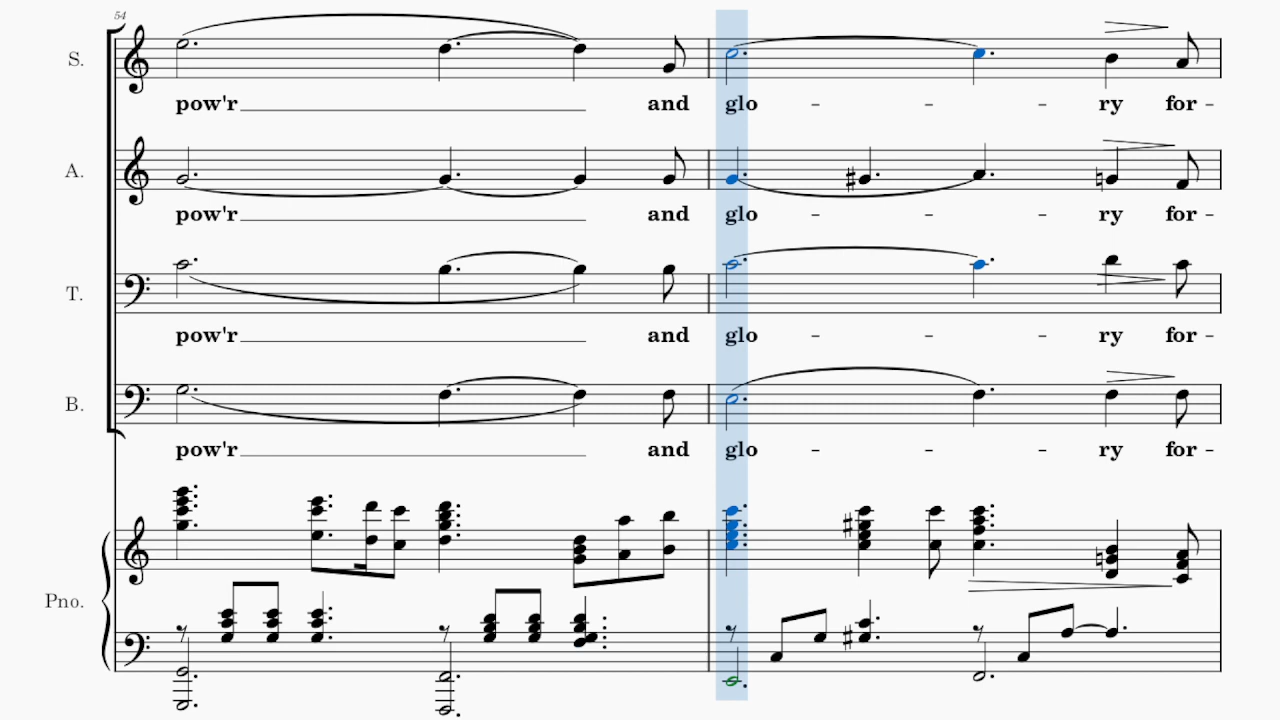 54
S.
pow'r and glo - - - ry for -
A.
pow'r and glo - - - ry for -
T.
pow'r and glo - - - ry for -
B.
pow'r and glo - - - ry for -
Pno.